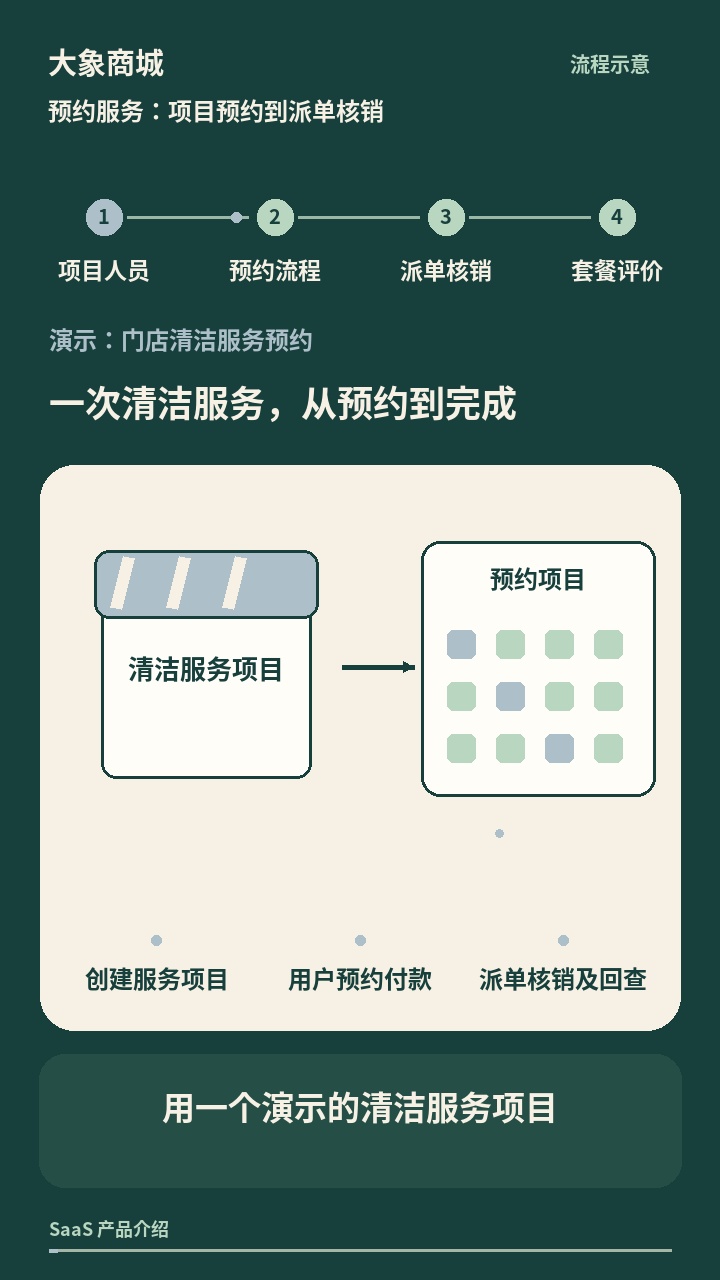 大象商城
流程示意
预约服务：项目预约到派单核销
1 2 3 4
项目人员 预约流程 派单核销 套餐评价
演示：门店清洁服务预约
一次清洁服务，从预约到完成
预约项目
清洁服务项目
创建服务项目 用户预约付款 派单核销及回查
用一个演示的清洁服务项目
SaaS 产品介绍